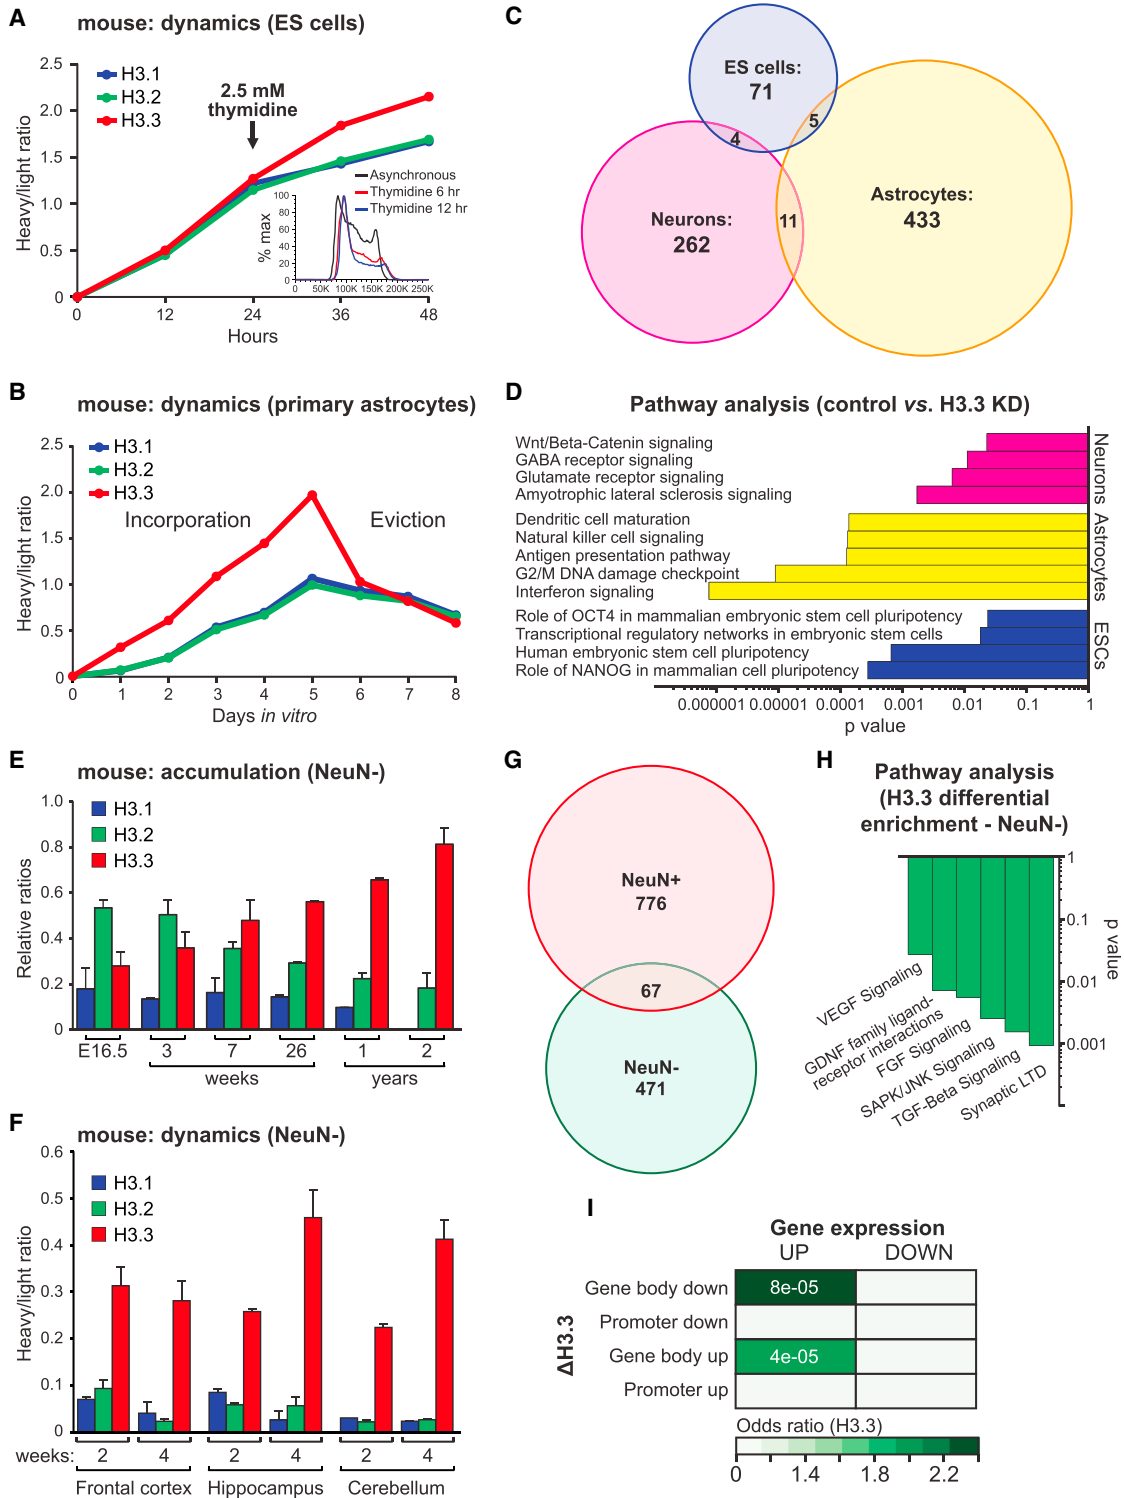 A
mouse: dynamics (ES cells)
2.5
2.0
1.5
1.0
0.5
0
Heavy/light ratio
H3.1
H3.2
H3.3
2.5 mM
thymidine
Asynchronous
Thymidine 6 hr
Thymidine 12 hr
100
80
60
40
20
0
% max
0 50K 100K 150K 200K 250K
0 12 24 36 48
Hours
B
mouse: dynamics (primary astrocytes)
2.5
2.0
1.5
1.0
0.5
0
Heavy/light ratio
H3.1
H3.2
H3.3
Incorporation
Eviction
0 1 2 3 4 5 6 7 8
Days in vitro
C
ES cells:
71
5
4
Neurons:
262
11
Astrocytes:
433
D
Pathway analysis (control vs. H3.3 KD)
Wnt/Beta-Catenin signaling
GABA receptor signaling
Glutamate receptor signaling
Amyotrophic lateral sclerosis signaling
Neurons
Dendritic cell maturation
Natural killer cell signaling
Antigen presentation pathway
G2/M DNA damage checkpoint
Interferon signaling
Astrocytes
Role of OCT4 in mammalian embryonic stem cell pluripotency
Transcriptional regulatory networks in embryonic stem cells
Human embryonic stem cell pluripotency
Role of NANOG in mammalian cell pluripotency
ESCs
0.000001 0.00001 0.0001 0.001 0.01 0.1 1
p value
E
mouse: accumulation (NeuN-)
1.0
0.8
0.6
0.4
0.2
0
Relative ratios
H3.1
H3.2
H3.3
E16.5 3 7 26 1 2
weeks years
F
mouse: dynamics (NeuN-)
0.6
0.5
0.4
0.3
0.2
0.1
0
Heavy/light ratio
H3.1
H3.2
H3.3
weeks: 2 4 2 4 2 4
Frontal cortex Hippocampus Cerebellum
G
NeuN+
776
67
NeuN-
471
H
Pathway analysis
(H3.3 differential
enrichment - NeuN-)
1
0.1
0.01
0.001
p value
VEGF Signaling
GDNF family ligand-
receptor interactions
FGF Signaling
SAPK/JNK Signaling
TGF-Beta Signaling
Synaptic LTD
I
Gene expression
UP DOWN
ΔH3.3
Gene body down 8e-05
Promoter down
Gene body up 4e-05
Promoter up
Odds ratio (H3.3)
0 1.4 1.8 2.2